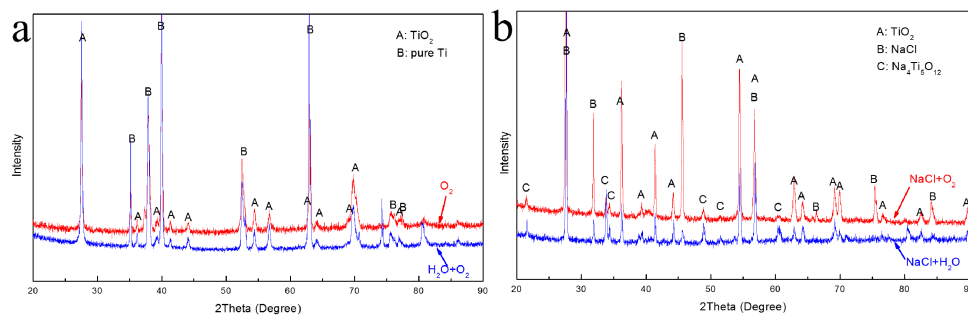 a
A: TiO2
B: pure Ti
A
B
B
B
B
A
A
A
A
B
A
A
A
A
A
A
B
A
B
O2
H2O+O2
Intensity
20 30 40 50 60 70 80 90
2Theta (Degree)
b
A: TiO2
B: NaCl
C: Na4Ti5O12
A
B
C
B
C
C
A
A
A
A
B
C
C
A
A
B
C
A
A
B
A
A
B
A
A
B
A
NaCl+O2
NaCl+H2O
Intensity
20 30 40 50 60 70 80 90
2Theta (Degree)